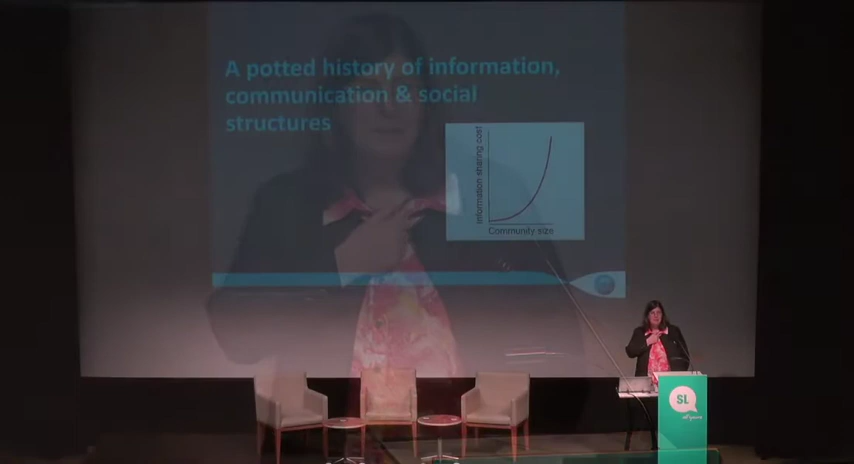 A potted history of information,
communication & social
structures
Information sharing cost
Community size
SL